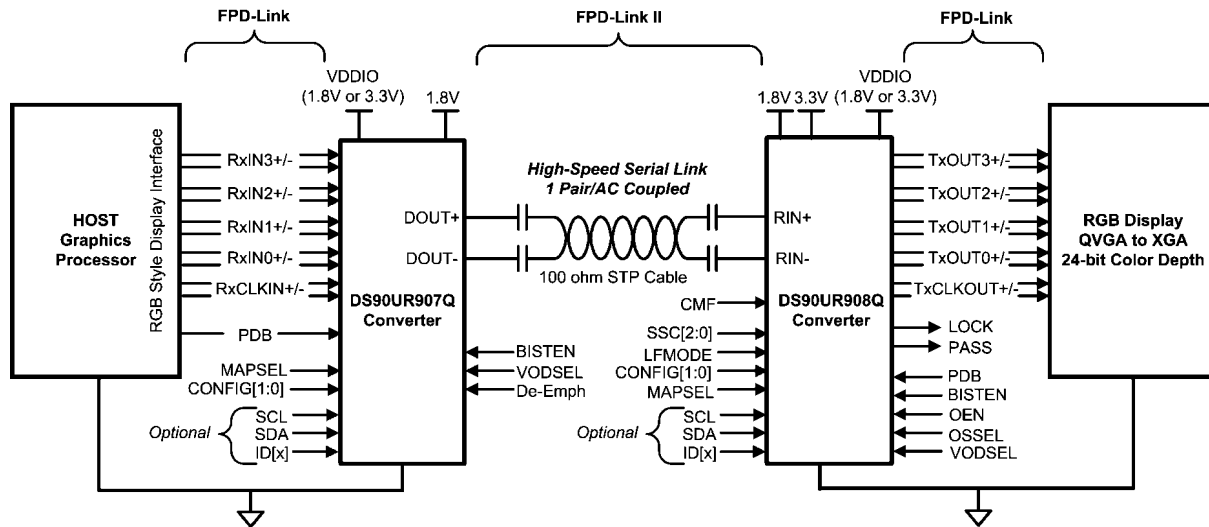 FPD-Link
FPD-Link II
FPD-Link
VDDIO
(1.8V or 3.3V)
1.8V
1.8V
3.3V
VDDIO
(1.8V or 3.3V)
HOST
Graphics
Processor
RGB Style Display Interface
RxIN3+/-
RxIN2+/-
RxIN1+/-
RxIN0+/-
RxCLKIN+/-
PDB
MAPSEL
CONFIG[1:0]
Optional
SCL
SDA
ID[x]
DOUT+
DOUT-
DS90UR907Q
Converter
BISTEN
VODSEL
De-Emph
High-Speed Serial Link
1 Pair/AC Coupled
100 ohm STP Cable
CMF
SSC[2:0]
LFMODE
CONFIG[1:0]
MAPSEL
Optional
SCL
SDA
ID[x]
RIN+
RIN-
DS90UR908Q
Converter
TxOUT3+/-
TxOUT2+/-
TxOUT1+/-
TxOUT0+/-
TxCLKOUT+/-
LOCK
PASS
PDB
BISTEN
OEN
OSSEL
VODSEL
RGB Display
QVGA to XGA
24-bit Color Depth